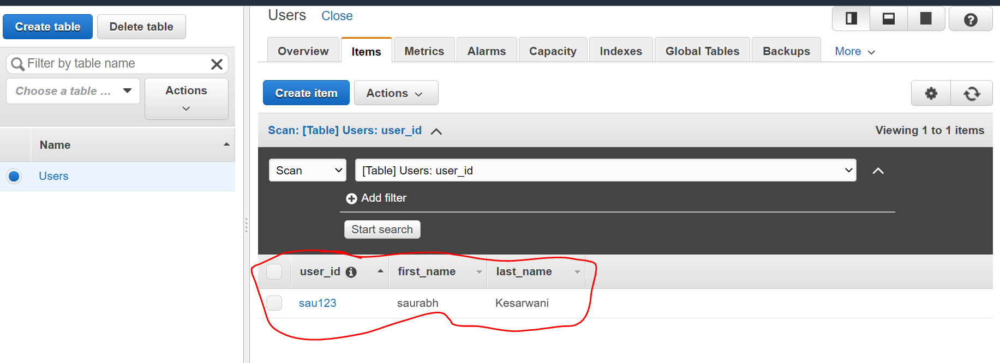 Create table Delete table
Filter by table name
Choose a table ... Actions
Name
Users
Users Close
Overview Items Metrics Alarms Capacity Indexes Global Tables Backups More
Create item Actions
Scan: [Table] Users: user_id Viewing 1 to 1 items
Scan [Table] Users: user_id
Add filter
Start search
user_id first_name last_name
sau123 saurabh Kesarwani